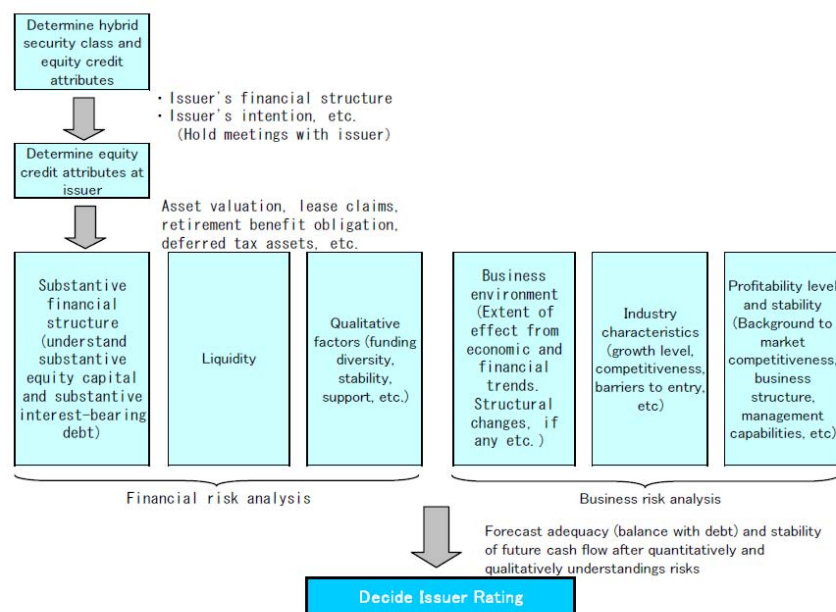 Determine hybrid
security class and
equity credit
attributes
・Issuer's financial structure
・Issuer's intention, etc.
(Hold meetings with issuer)
Determine equity
credit attributes at
issuer
Asset valuation, lease claims,
retirement benefit obligation,
deferred tax assets, etc.
Substantive
financial
structure
(understand
substantive
equity capital
and substantive
interest-bearing
debt)
Liquidity
Qualitative
factors (funding
diversity,
stability,
support, etc.)
Business
environment
(Extent of
effect from
economic and
financial
trends.
Structural
changes, if
any etc.)
Industry
characteristics
(growth level,
competitiveness,
barriers to entry,
etc)
Profitability level
and stability
(Background to
market
competitiveness,
business
structure,
management
capabilities, etc)
Financial risk analysis
Business risk analysis
Forecast adequacy (balance with debt) and stability
of future cash flow after quantitatively and
qualitatively understandings risks
Decide Issuer Rating